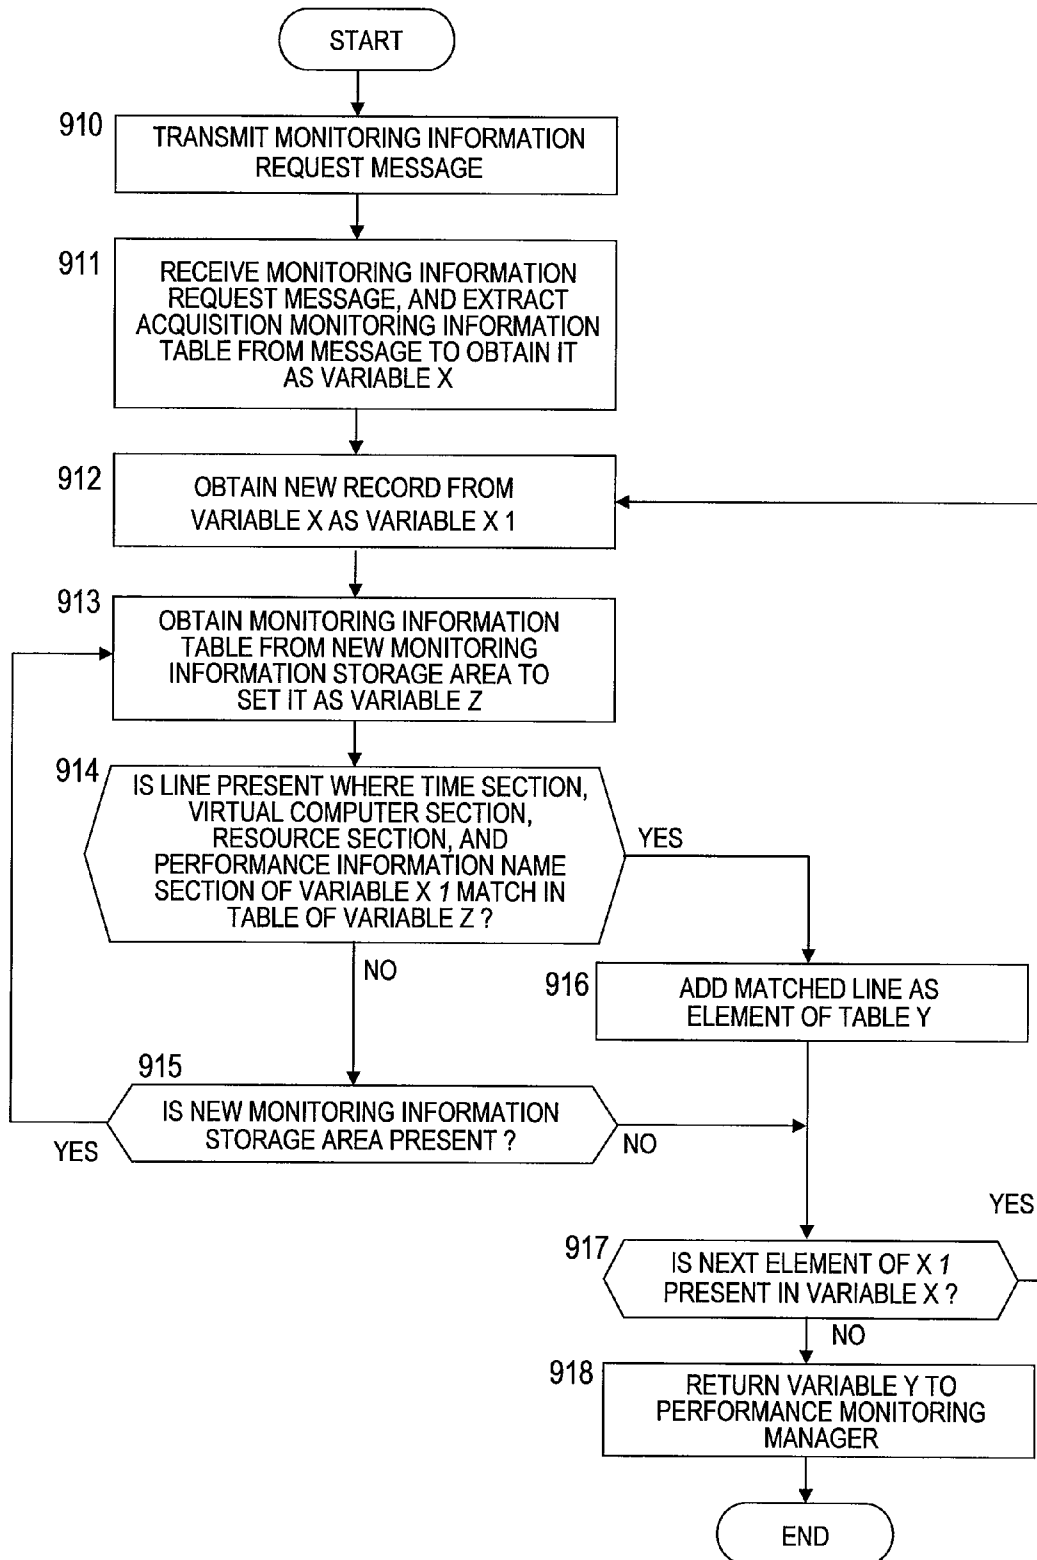 START
910
TRANSMIT MONITORING INFORMATION
REQUEST MESSAGE
911
RECEIVE MONITORING INFORMATION
REQUEST MESSAGE, AND EXTRACT
ACQUISITION MONITORING INFORMATION
TABLE FROM MESSAGE TO OBTAIN IT
AS VARIABLE X
912
OBTAIN NEW RECORD FROM
VARIABLE X AS VARIABLE X 1
913
OBTAIN MONITORING INFORMATION
TABLE FROM NEW MONITORING
INFORMATION STORAGE AREA TO
SET IT AS VARIABLE Z
914
IS LINE PRESENT WHERE TIME SECTION,
VIRTUAL COMPUTER SECTION,
RESOURCE SECTION, AND
PERFORMANCE INFORMATION NAME
SECTION OF VARIABLE X 1 MATCH IN
TABLE OF VARIABLE Z ?
YES
NO
916
ADD MATCHED LINE AS
ELEMENT OF TABLE Y
915
IS NEW MONITORING INFORMATION
STORAGE AREA PRESENT ?
YES
NO
YES
917
IS NEXT ELEMENT OF X 1
PRESENT IN VARIABLE X ?
NO
918
RETURN VARIABLE Y TO
PERFORMANCE MONITORING
MANAGER
END